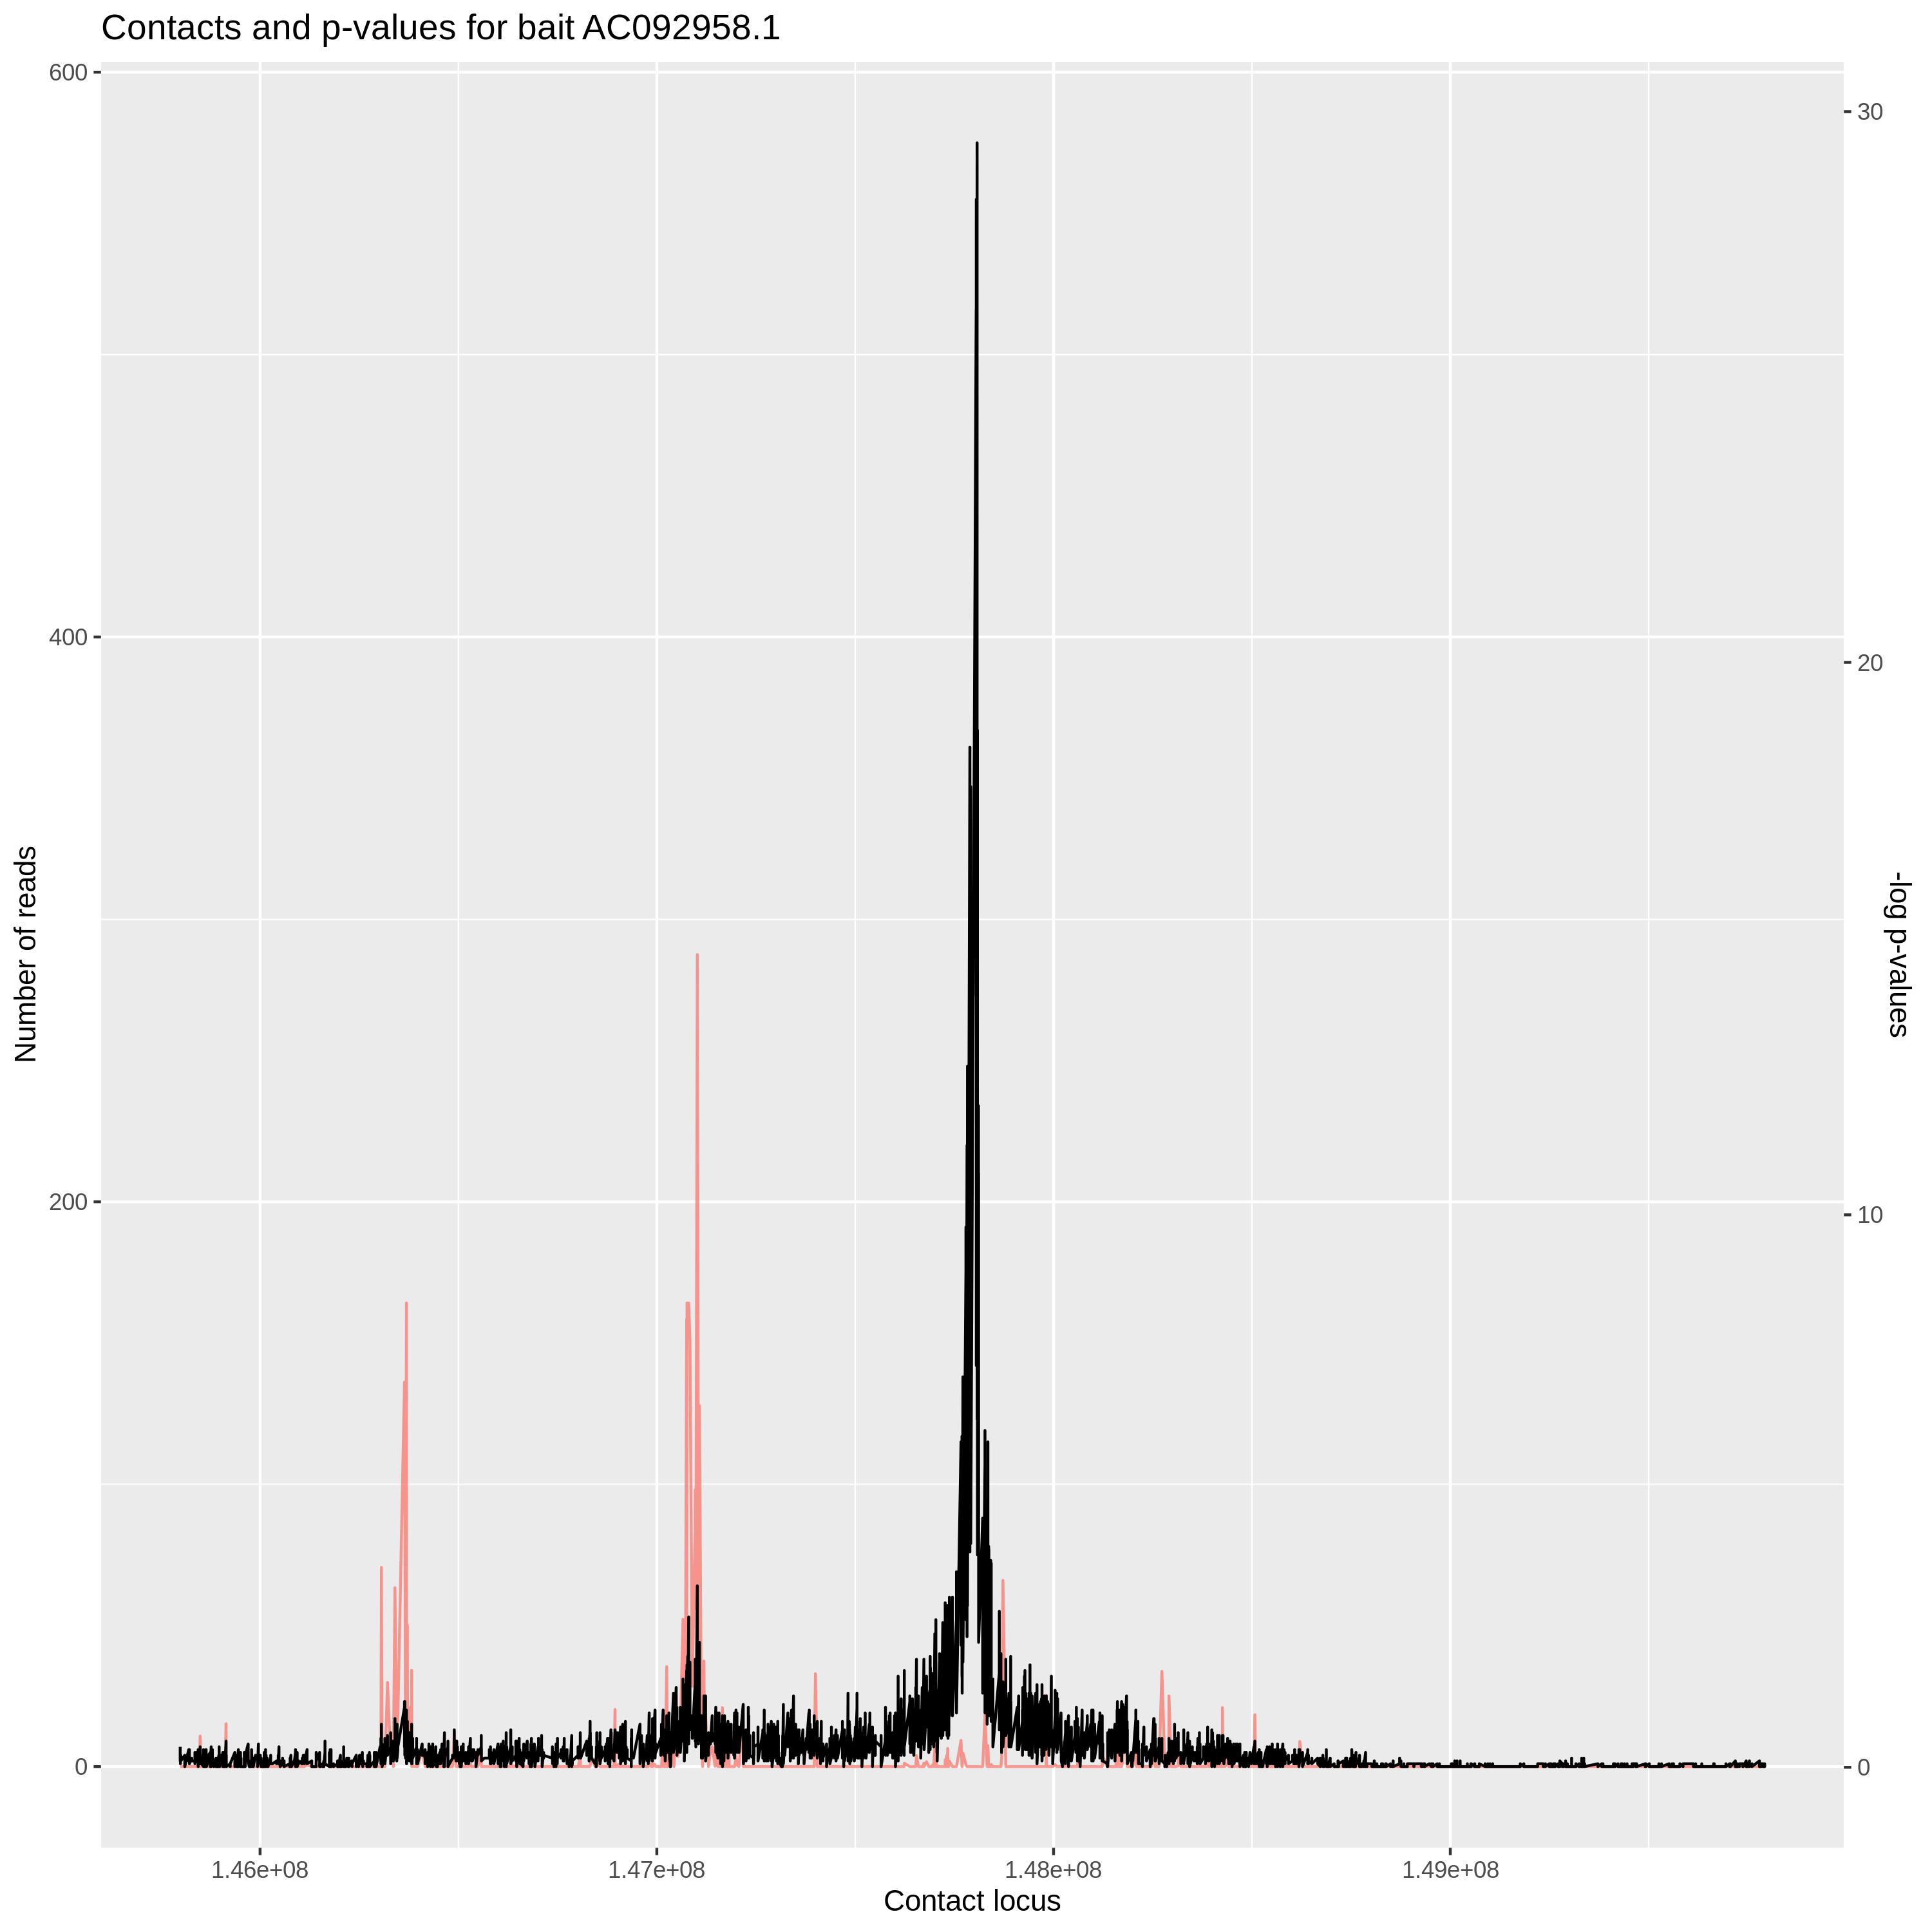 Contacts and p-values for bait AC092958.1
600
400
200
0
Number of reads
30
20
10
0
-log p-values
1.46e+08
1.47e+08
1.48e+08
1.49e+08
Contact locus